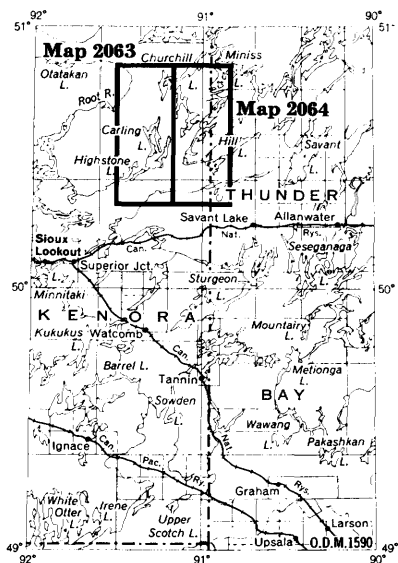 51°
92
91°
90°
51°
Map 2063
Churchill
L.
Miniss
L.
Otatakan
L.
Root R.
Map 2064
Carling
L.
Hill
L.
Savant
L.
Highstone
L.
THUNDER
Savant Lake
Allanwater
Sioux
Lookout
Can.
Nat.
Rys.
Seseganaga
L.
Superior Jct.
50°
Sturgeon
L.
50°
Minnitaki
L.
KENORA
Kukukus
L.
Watcomb
Mountairy
L.
Barrel L.
Can.
Metionga
L.
Tannin
BAY
Sowden
L.
Wawang
L.
Nat.
Pakashkan
L.
Ignace
Can.
Pac.
Ry.
Rys.
Graham
White
Otter
L.
Irene
L.
Upper
Scotch L.
Larson
49°
92°
91°
Upsala
O.D.M.1590
49°
90°